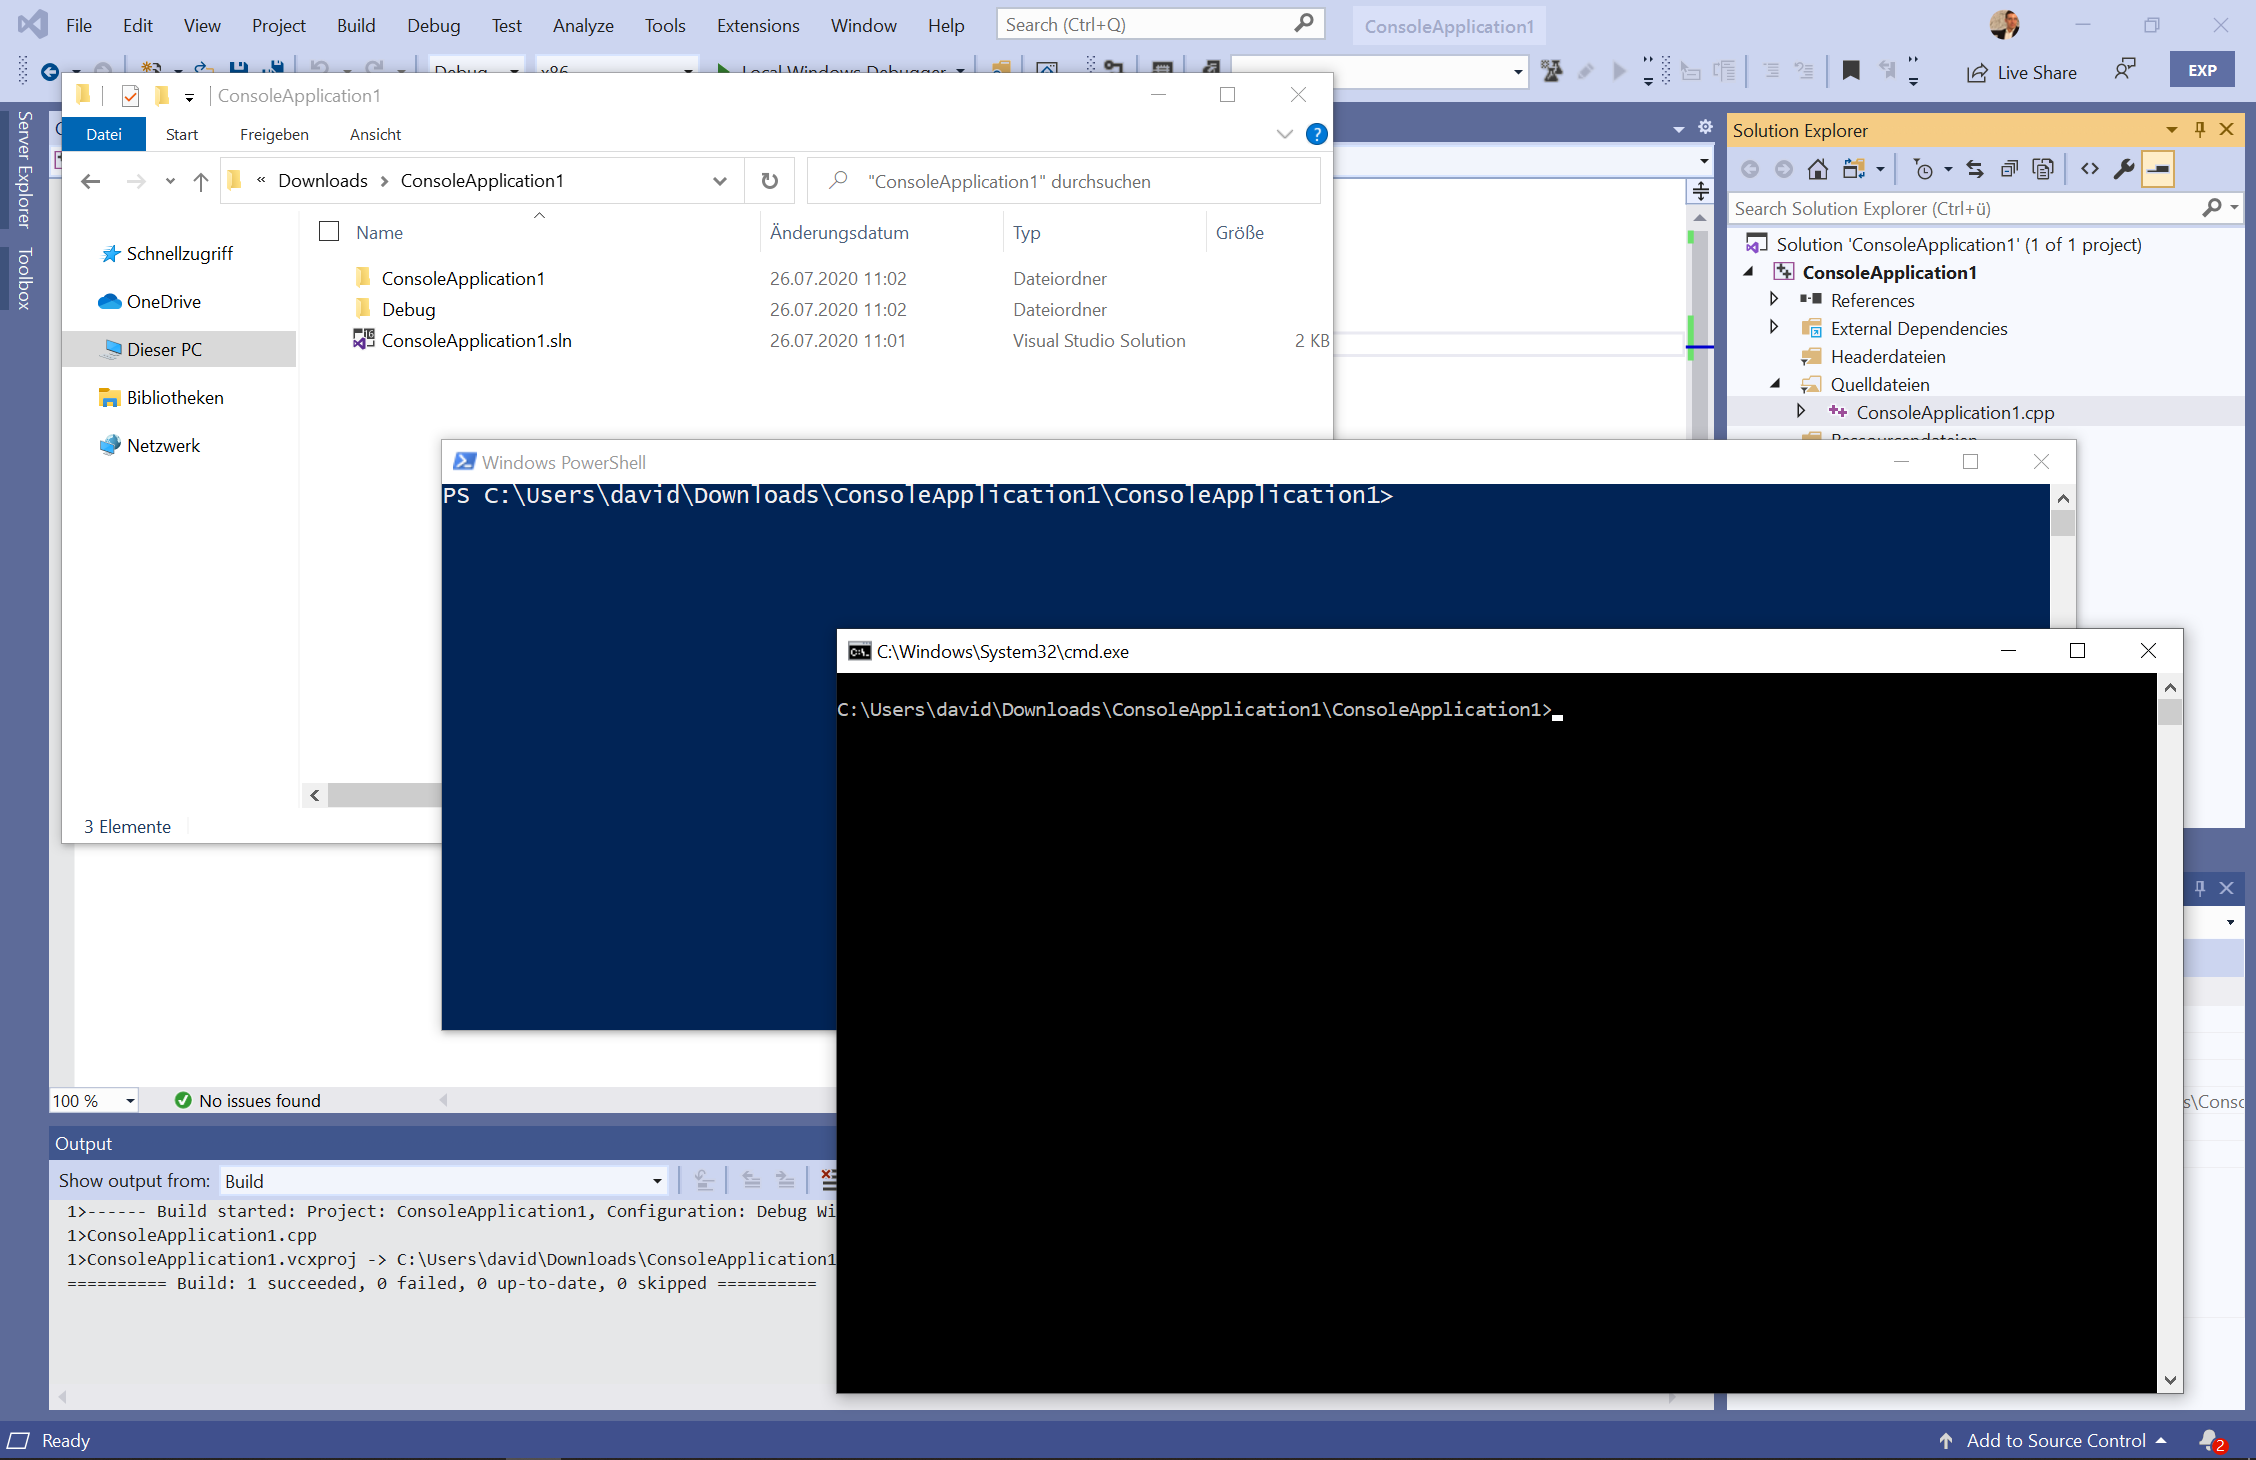 File Edit View Project Build Debug Test Analyze Tools Extensions Window Help Search (Ctrl+Q) ConsoleApplication1
Debug x86 Local Windows Debugger Live Share EXP
ConsoleApplication1
Datei Start Freigeben Ansicht
« Downloads > ConsoleApplication1 "ConsoleApplication1" durchsuchen
Name Änderungsdatum Typ Größe
ConsoleApplication1 26.07.2020 11:02 Dateiordner
Debug 26.07.2020 11:02 Dateiordner
ConsoleApplication1.sln 26.07.2020 11:01 Visual Studio Solution 2 KB
Schnellzugriff
OneDrive
Dieser PC
Bibliotheken
Netzwerk
3 Elemente
Server Explorer
Toolbox
Solution Explorer
Search Solution Explorer (Ctrl+ü)
Solution 'ConsoleApplication1' (1 of 1 project)
ConsoleApplication1
References
External Dependencies
Headerdateien
Quelldateien
ConsoleApplication1.cpp
Ressourcendateien
Windows PowerShell
PS C:\Users\david\Downloads\ConsoleApplication1\ConsoleApplication1>
C:\Windows\System32\cmd.exe
C:\Users\david\Downloads\ConsoleApplication1\ConsoleApplication1>
100 % No issues found
Output
Show output from: Build
1>------ Build started: Project: ConsoleApplication1, Configuration: Debug Wi
1>ConsoleApplication1.cpp
1>ConsoleApplication1.vcxproj -> C:\Users\david\Downloads\ConsoleApplication1
========== Build: 1 succeeded, 0 failed, 0 up-to-date, 0 skipped ==========
s\Conso
Ready Add to Source Control 2